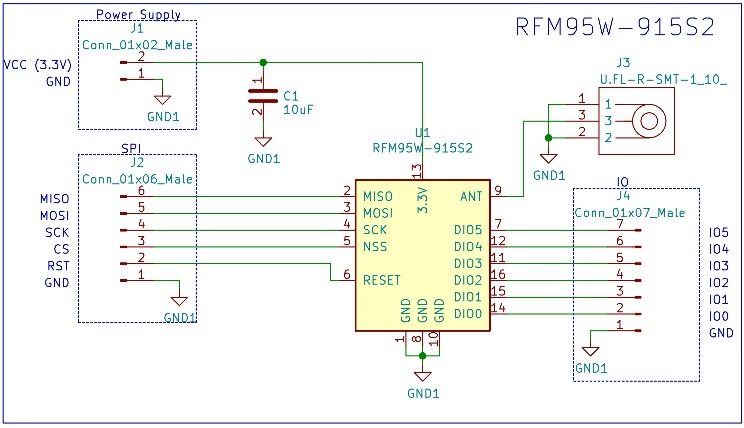 Power Supply
RFM95W-915S2
J1
Conn_01x02_Male
VCC (3.3V)
2
GND
1
GND1
1
C1
10uF
2
GND1
J3
U.FL-R-SMT-1_10_
1
1
3
3
2
2
GND1
SPI
J2
Conn_01x06_Male
MISO
6
MOSI
5
SCK
4
CS
3
RST
2
GND
1
GND1
U1
RFM95W-915S2
13
3.3V
2
MISO
3
MOSI
4
SCK
5
NSS
6
RESET
ANT
9
DIO5
7
DIO4
12
DIO3
11
DIO2
16
DIO1
15
DIO0
14
GND
GND
GND
1
8
10
GND1
IO
J4
Conn_01x07_Male
7
IO5
6
IO4
5
IO3
4
IO2
3
IO1
2
IO0
1
GND
GND1